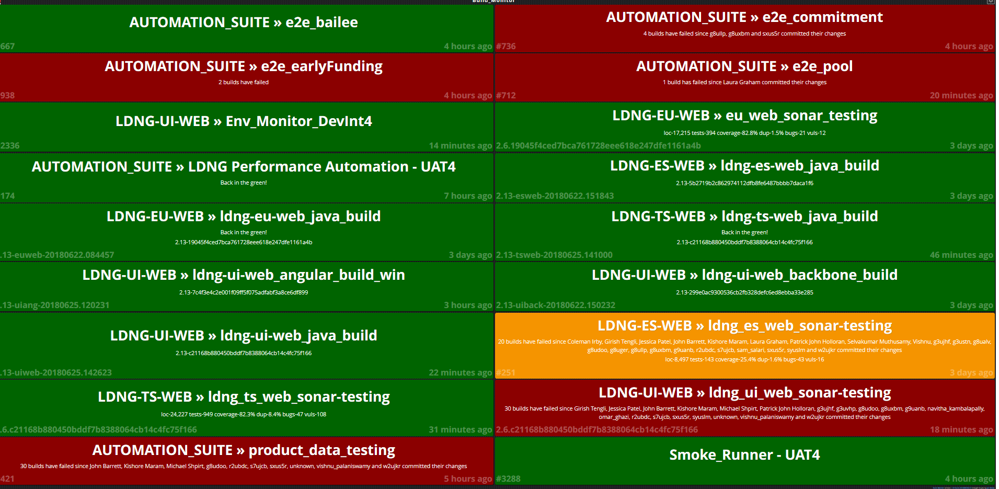 Build_Monitor
AUTOMATION_SUITE » e2e_bailee
667
4 hours ago
AUTOMATION_SUITE » e2e_commitment
4 builds have failed since g8ullp, g8uxbm and sxus5r committed their changes
#736
4 hours ago
AUTOMATION_SUITE » e2e_earlyFunding
2 builds have failed
938
4 hours ago
AUTOMATION_SUITE » e2e_pool
1 build has failed since Laura Graham committed their changes
#712
20 minutes ago
LDNG-UI-WEB » Env_Monitor_DevInt4
2336
14 minutes ago
LDNG-EU-WEB » eu_web_sonar_testing
loc-17,215 tests-394 coverage-82.8% dup-1.5% bugs-21 vuls-12
2.6.19045f4ced7bca761728eee618e247dfe1161a4b
3 days ago
AUTOMATION_SUITE » LDNG Performance Automation - UAT4
Back in the green!
174
7 hours ago
LDNG-ES-WEB » ldng-es-web_java_build
2.13-5b2719b2c862974112dfb8fe6487bbbb7daca1f6
2.13-esweb-20180622.151843
3 days ago
LDNG-EU-WEB » ldng-eu-web_java_build
Back in the green!
2.13-19045f4ced7bca761728eee618e247dfe1161a4b
.13-euweb-20180622.084457
3 days ago
LDNG-TS-WEB » ldng-ts-web_java_build
Back in the green!
2.13-c21168b880450bddf7b8388064cb14c4fc75f166
2.13-tsweb-20180625.141000
46 minutes ago
LDNG-UI-WEB » ldng-ui-web_angular_build_win
2.13-7c4f3e4c2e001f09ff5f075adfabf3a8ce6df899
.13-uiang-20180625.120231
3 hours ago
LDNG-UI-WEB » ldng-ui-web_backbone_build
2.13-299e0ac9300536cb2fb328defc6ed8ebba33e285
2.13-uiback-20180622.150232
3 days ago
LDNG-UI-WEB » ldng-ui-web_java_build
2.13-c21168b880450bddf7b8388064cb14c4fc75f166
.13-uiweb-20180625.142623
22 minutes ago
LDNG-ES-WEB » ldng_es_web_sonar-testing
20 builds have failed since Coleman Irby, Girish Tengli, Jessica Patel, John Barrett, Kishore Maram, Laura Graham, Patrick John Holloran, Selvakumar Muthusamy, Vishnu, g3ujhf, g3ustn, g8ualv,
g8udoo, g8uger, g8ullp, g8uxbm, g9uanb, r2ubdc, s7ujcb, sam_salari, sxus5r, syuslm and w2ujkr committed their changes
loc-8,497 tests-143 coverage-25.4% dup-1.6% bugs-43 vuls-16
#251
3 days ago
LDNG-TS-WEB » ldng_ts_web_sonar-testing
loc-24,227 tests-949 coverage-82.3% dup-8.4% bugs-47 vuls-108
.6.c21168b880450bddf7b8388064cb14c4fc75f166
31 minutes ago
LDNG-UI-WEB » ldng_ui_web_sonar-testing
30 builds have failed since Girish Tengli, Jessica Patel, John Barrett, Kishore Maram, Michael Shpirt, Patrick John Holloran, g3ujhf, g3uvhp, g8udoo, g8uxbm, g9uanb, navitha_kambalapally,
omar_ghazi, r2ubdc, s7ujcb, sxus5r, syuslm, unknown, vishnu_palaniswamy and w2ujkr committed their changes
2.6.c21168b880450bddf7b8388064cb14c4fc75f166
18 minutes ago
AUTOMATION_SUITE » product_data_testing
30 builds have failed since John Barrett, Kishore Maram, Michael Shpirt, g8udoo, r2ubdc, s7ujcb, sxus5r, unknown, vishnu_palaniswamy and w2ujkr committed their changes
421
5 hours ago
Smoke_Runner - UAT4
#3288
4 hours ago